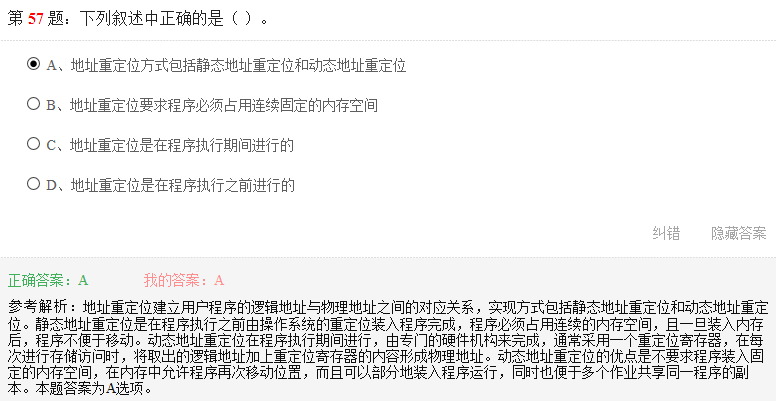 第 57 题：下列叙述中正确的是（ ）。
A、地址重定位方式包括静态地址重定位和动态地址重定位
B、地址重定位要求程序必须占用连续固定的内存空间
C、地址重定位是在程序执行期间进行的
D、地址重定位是在程序执行之前进行的
纠错 隐藏答案
正确答案：A 我的答案：A
参考解析：地址重定位建立用户程序的逻辑地址与物理地址之间的对应关系，实现方式包括静态地址重定位和动态地址重定
位。静态地址重定位是在程序执行之前由操作系统的重定位装入程序完成，程序必须占用连续的内存空间，且一旦装入内存
后，程序不便于移动。动态地址重定位在程序执行期间进行，由专门的硬件机构来完成，通常采用一个重定位寄存器，在每
次进行存储访问时，将取出的逻辑地址加上重定位寄存器的内容形成物理地址。动态地址重定位的优点是不要求程序装入固
定的内存空间，在内存中允许程序再次移动位置，而且可以部分地装入程序运行，同时也便于多个作业共享同一程序的副
本。本题答案为A选项。